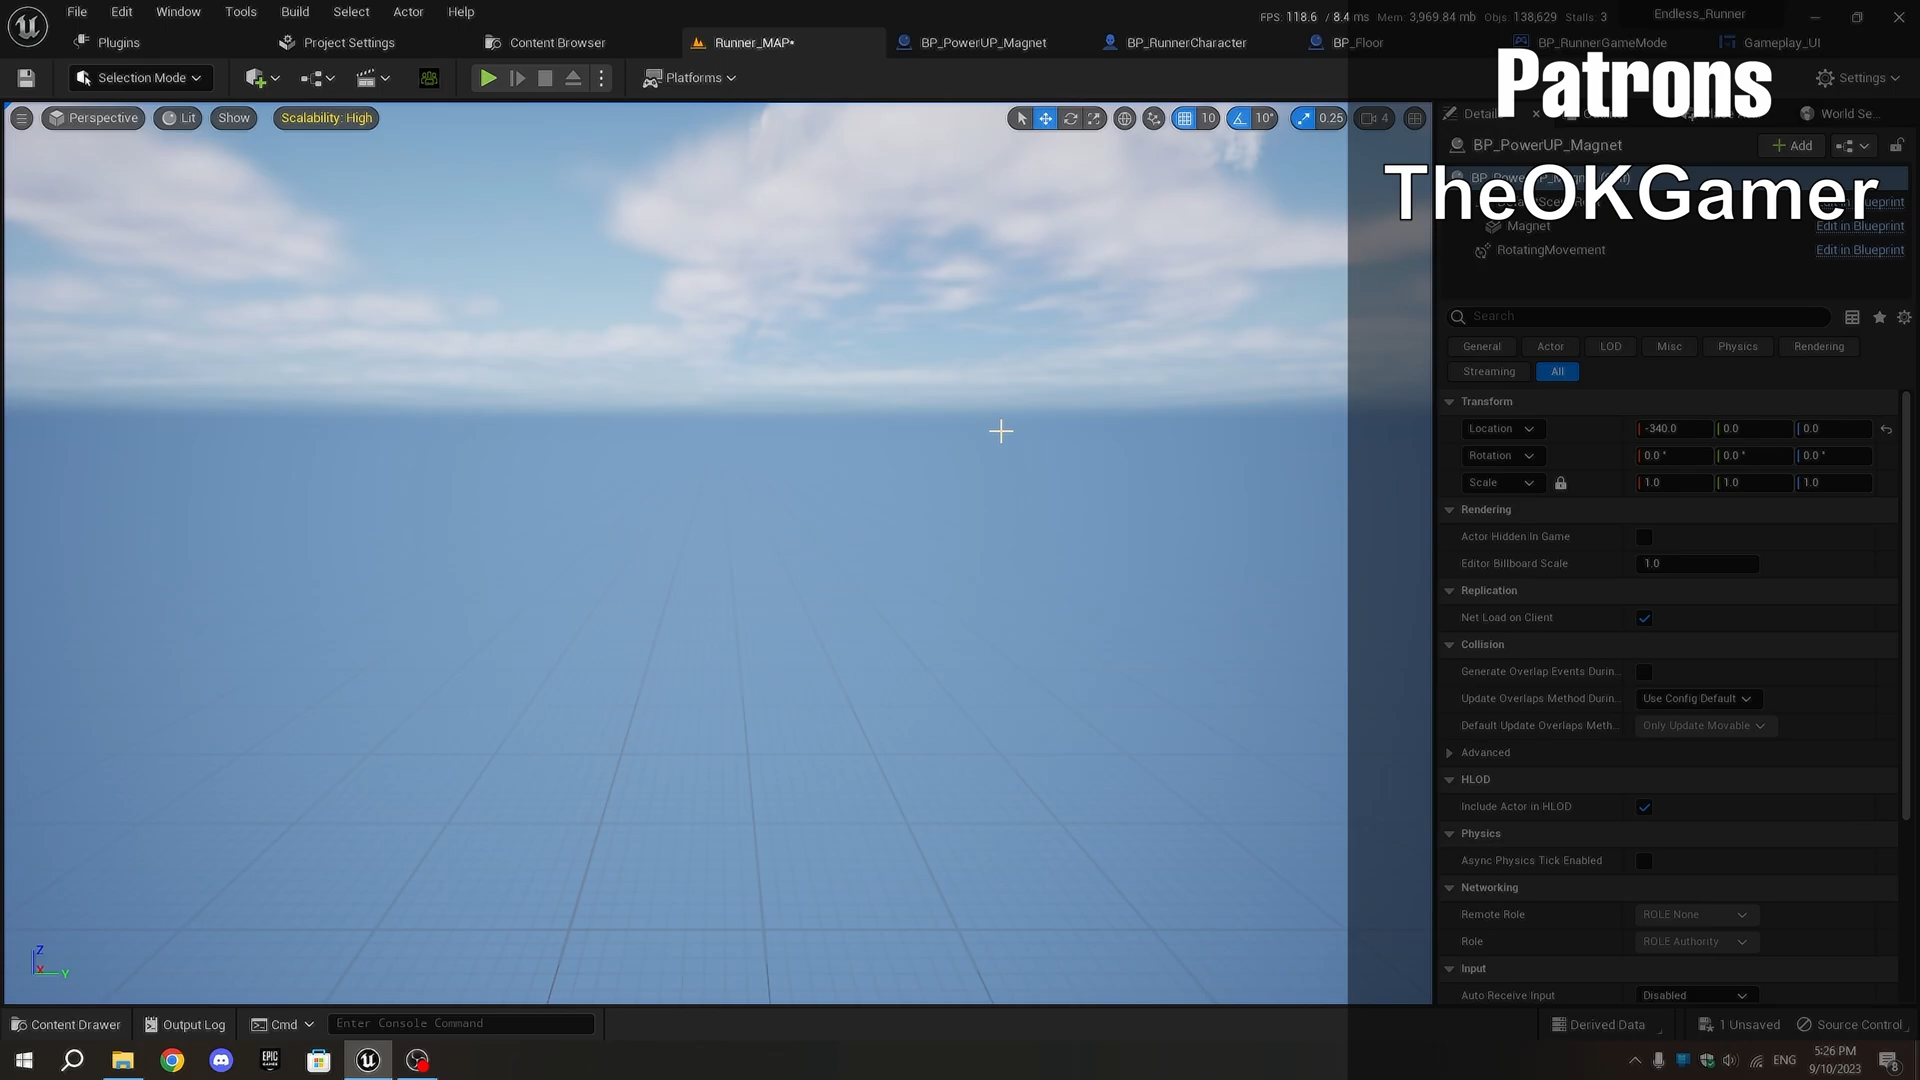 File Edit Window Tools Build Select Actor Help
FPS: 118.6 / 8.4 ms Mem: 3,969.84 mb Objs: 138,629 Stalls: 3
Endless_Runner
Plugins
Project Settings
Content Browser
Runner_MAP*
BP_PowerUP_Magnet
BP_RunnerCharacter
BP_Floor
BP_RunnerGameMode
Gameplay_UI
Patrons
TheOKGamer
Selection Mode
Platforms
Settings
Perspective
Lit
Show
Scalability: High
10
10°
0.25
4
World Se...
BP_PowerUP_Magnet
Add
Magnet
Edit in Blueprint
RotatingMovement
Edit in Blueprint
Search
General Actor LOD Misc Physics Rendering
Streaming All
Transform
Location -340.0 0.0 0.0
Rotation 0.0 ° 0.0 ° 0.0 °
Scale 1.0 1.0 1.0
Rendering
Actor Hidden In Game
Editor Billboard Scale 1.0
Replication
Net Load on Client
Collision
Generate Overlap Events Durin...
Update Overlaps Method Durin... Use Config Default
Default Update Overlaps Meth... Only Update Movable
Advanced
HLOD
Include Actor in HLOD
Physics
Async Physics Tick Enabled
Networking
Remote Role ROLE None
Role ROLE Authority
Input
Auto Receive Input Disabled
Z
X
Y
Content Drawer
Output Log
Cmd
Enter Console Command
Derived Data
1 Unsaved
Source Control
EPIC GAMES
ENG
5:26 PM
9/10/2023
8